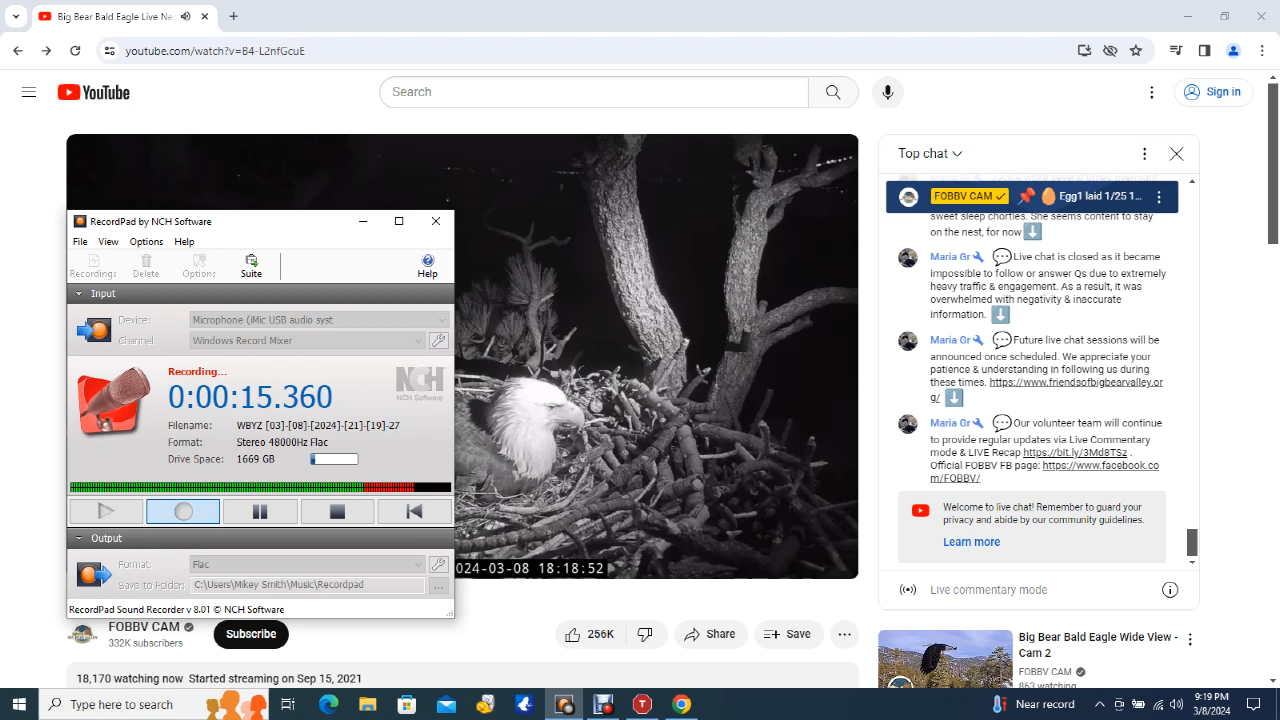 Big Bear Bald Eagle Live Ne
youtube.com/watch?v=B4-L2nfGcuE
YouTube
Search
Sign in
RecordPad by NCH Software
File View Options Help
Recordings Delete Options Suite Help
Input
Device: Microphone (iMic USB audio syst
Channel: Windows Record Mixer
Recording...
0:00:15.360
NCH
NCH Software
Filename: WBYZ [03]-[08]-[2024]-[21]-[19]-27
Format: Stereo 48000Hz Flac
Drive Space: 1669 GB
Output
Format: Flac
Save to Folder: C:\Users\Mikey Smith\Music\Recordpad
...
RecordPad Sound Recorder v 8.01 © NCH Software
024-03-08 18:18:52
Top chat
FOBBV CAM Egg1 laid 1/25 1...
sweet sleep chortles. She seems content to stay
on the nest, for now
Maria Gr Live chat is closed as it became
impossible to follow or answer Qs due to extremely
heavy traffic & engagement. As a result, it was
overwhelmed with negativity & inaccurate
information.
Maria Gr Future live chat sessions will be
announced once scheduled. We appreciate your
patience & understanding in following us during
these times. https://www.friendsofbigbearvalley.or
g/
Maria Gr Our volunteer team will continue
to provide regular updates via Live Commentary
mode & LIVE Recap https://bit.ly/3Md8TSz .
Official FOBBV FB page: https://www.facebook.co
m/FOBBV/
Welcome to live chat! Remember to guard your
privacy and abide by our community guidelines.
Learn more
Live commentary mode
FOBBV CAM
332K subscribers
Subscribe
256K
Share
Save
18,170 watching now Started streaming on Sep 15, 2021
Big Bear Bald Eagle Wide View -
Cam 2
FOBBV CAM
863 watching
Type here to search
Near record
9:19 PM
3/8/2024